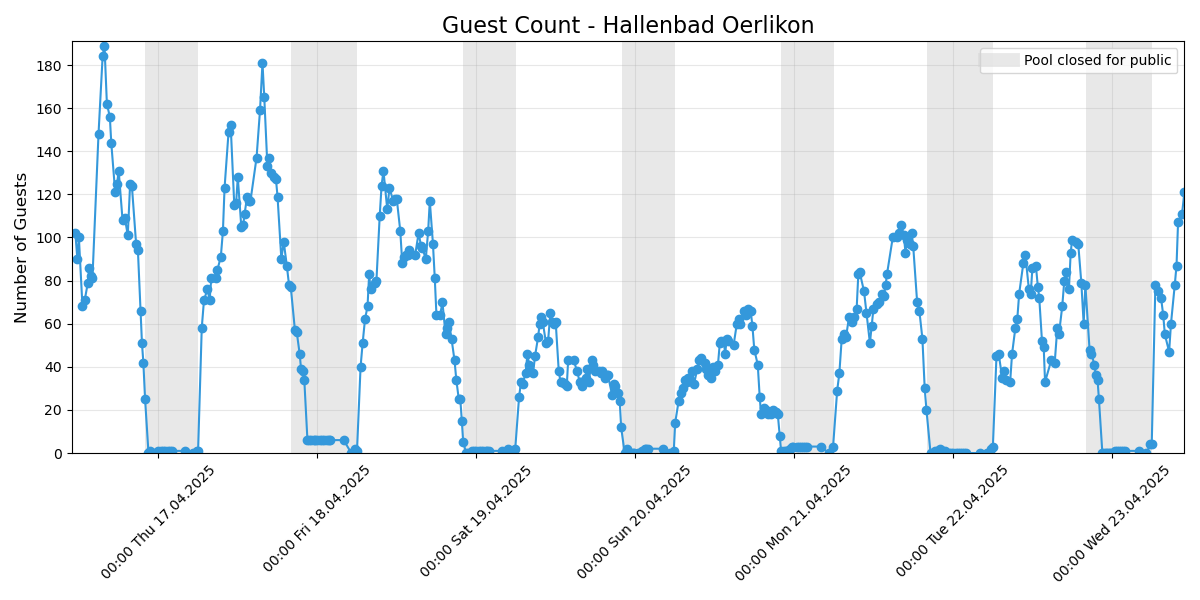 Guest Count - Hallenbad Oerlikon
Pool closed for public
Number of Guests
180
160
140
120
100
80
60
40
20
0
00:00 Thu 17.04.2025
00:00 Fri 18.04.2025
00:00 Sat 19.04.2025
00:00 Sun 20.04.2025
00:00 Mon 21.04.2025
00:00 Tue 22.04.2025
00:00 Wed 23.04.2025